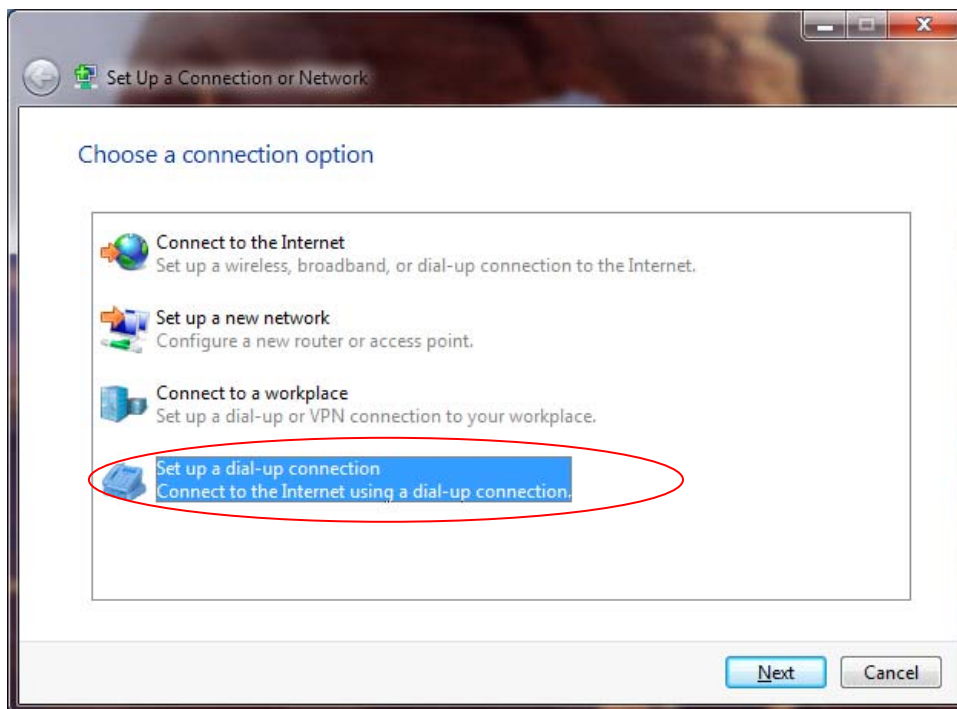 Set Up a Connection or Network
Choose a connection option
Connect to the Internet
Set up a wireless, broadband, or dial-up connection to the Internet.
Set up a new network
Configure a new router or access point.
Connect to a workplace
Set up a dial-up or VPN connection to your workplace.
Set up a dial-up connection
Connect to the Internet using a dial-up connection.
Next Cancel